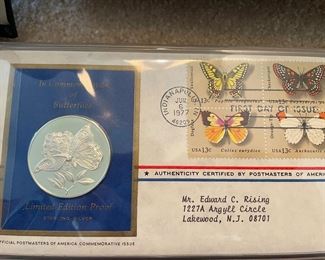 In Commemoration
of
Butterflies
Limited Edition Proof
STERLING SILVER
OFFICIAL POSTMASTERS OF AMERICA COMMEMORATIVE ISSUE
INDIANAPOLIS
JUN
6
1977
FIRST DAY OF ISSUE
USA 13c
USA 13c
USA 13c Colias eurydice
USA 13c
AUTHENTICITY CERTIFIED BY POSTMASTERS OF AMERICA
Mr. Edward C. Rising
1227A Argyll Circle
Lakewood, N.J. 08701